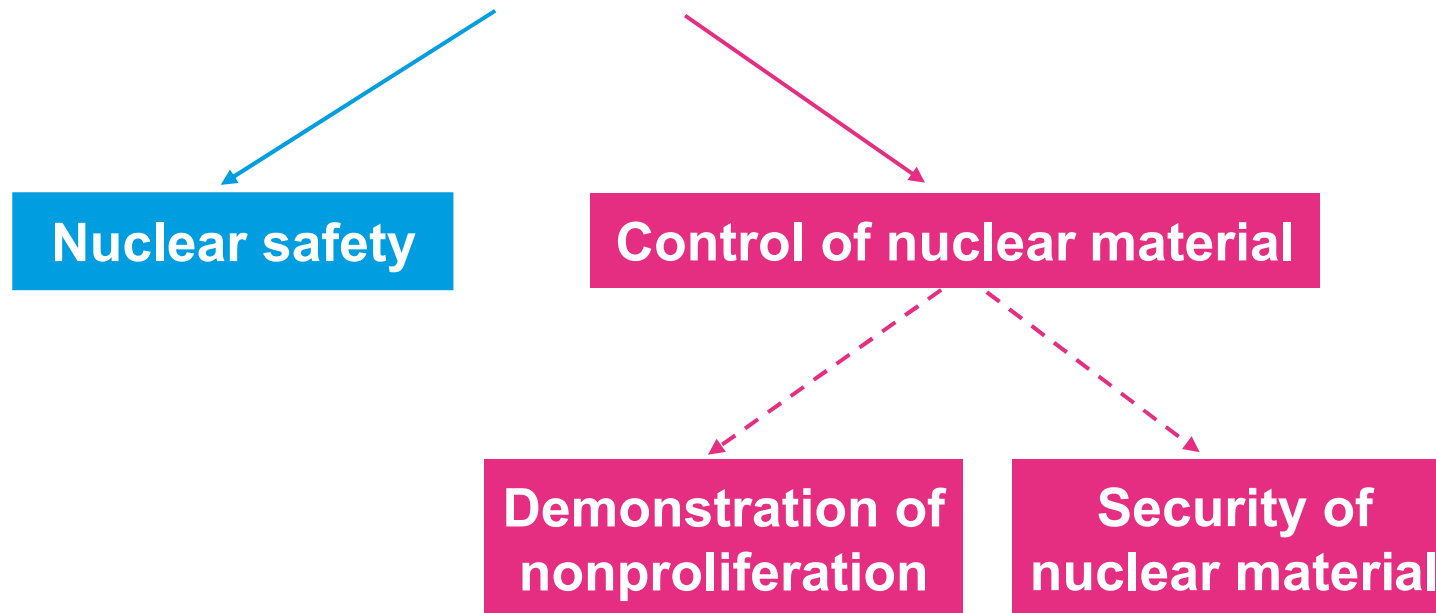 Nuclear safety
Control of nuclear material
Demonstration of
nonproliferation
Security of
nuclear material